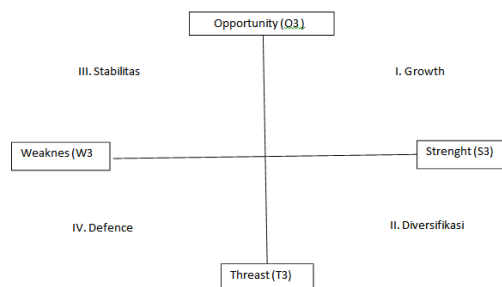 Opportunity (O3)
III. Stabilitas
I. Growth
Weaknes (W3
Strenght (S3)
IV. Defence
II. Diversifikasi
Threast (T3)